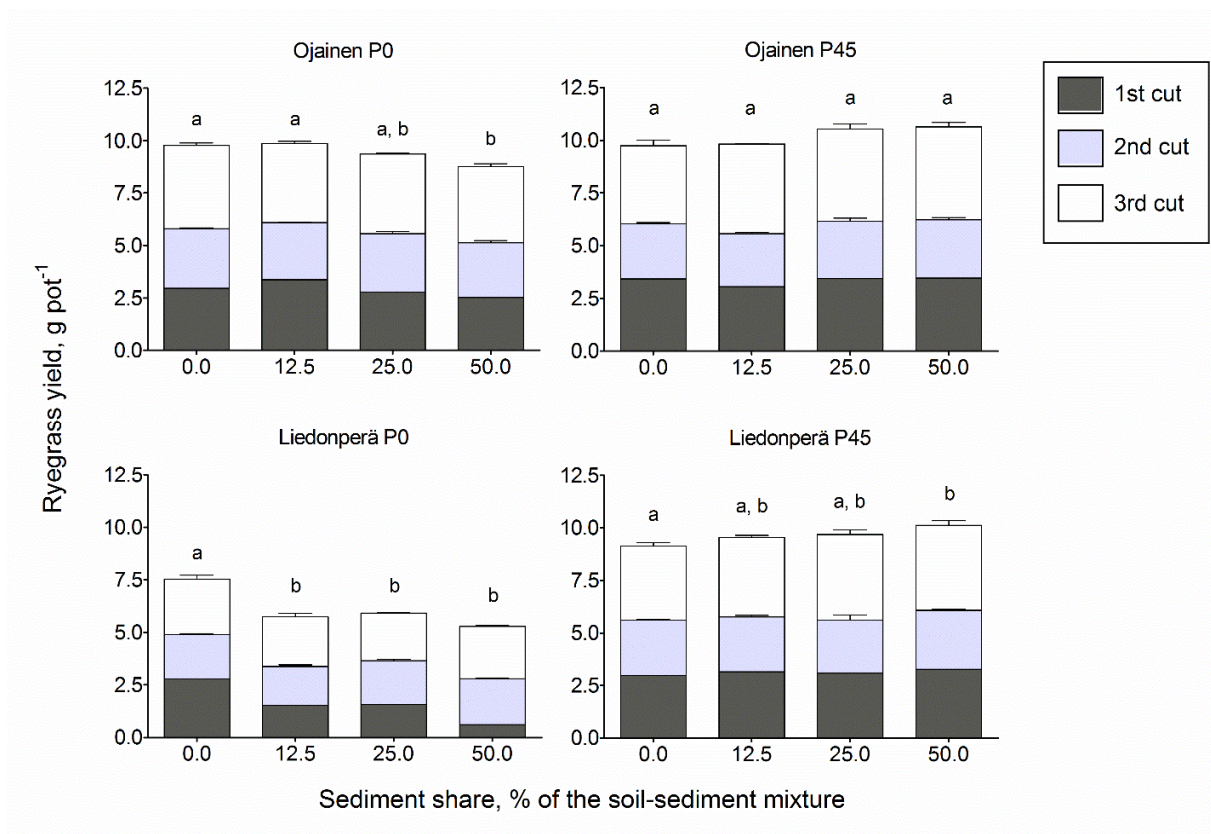 Ojainen P0
12.5
10.0
7.5
5.0
2.5
0.0
a
a
a, b
b
0.0 12.5 25.0 50.0
Ojainen P45
12.5
10.0
7.5
5.0
2.5
0.0
a
a
a
a
0.0 12.5 25.0 50.0
1st cut
2nd cut
3rd cut
Ryegrass yield, g pot-1
Liedonperä P0
12.5
10.0
7.5
5.0
2.5
0.0
a
b
b
b
0.0 12.5 25.0 50.0
Liedonperä P45
12.5
10.0
7.5
5.0
2.5
0.0
a
a, b
a, b
b
0.0 12.5 25.0 50.0
Sediment share, % of the soil-sediment mixture